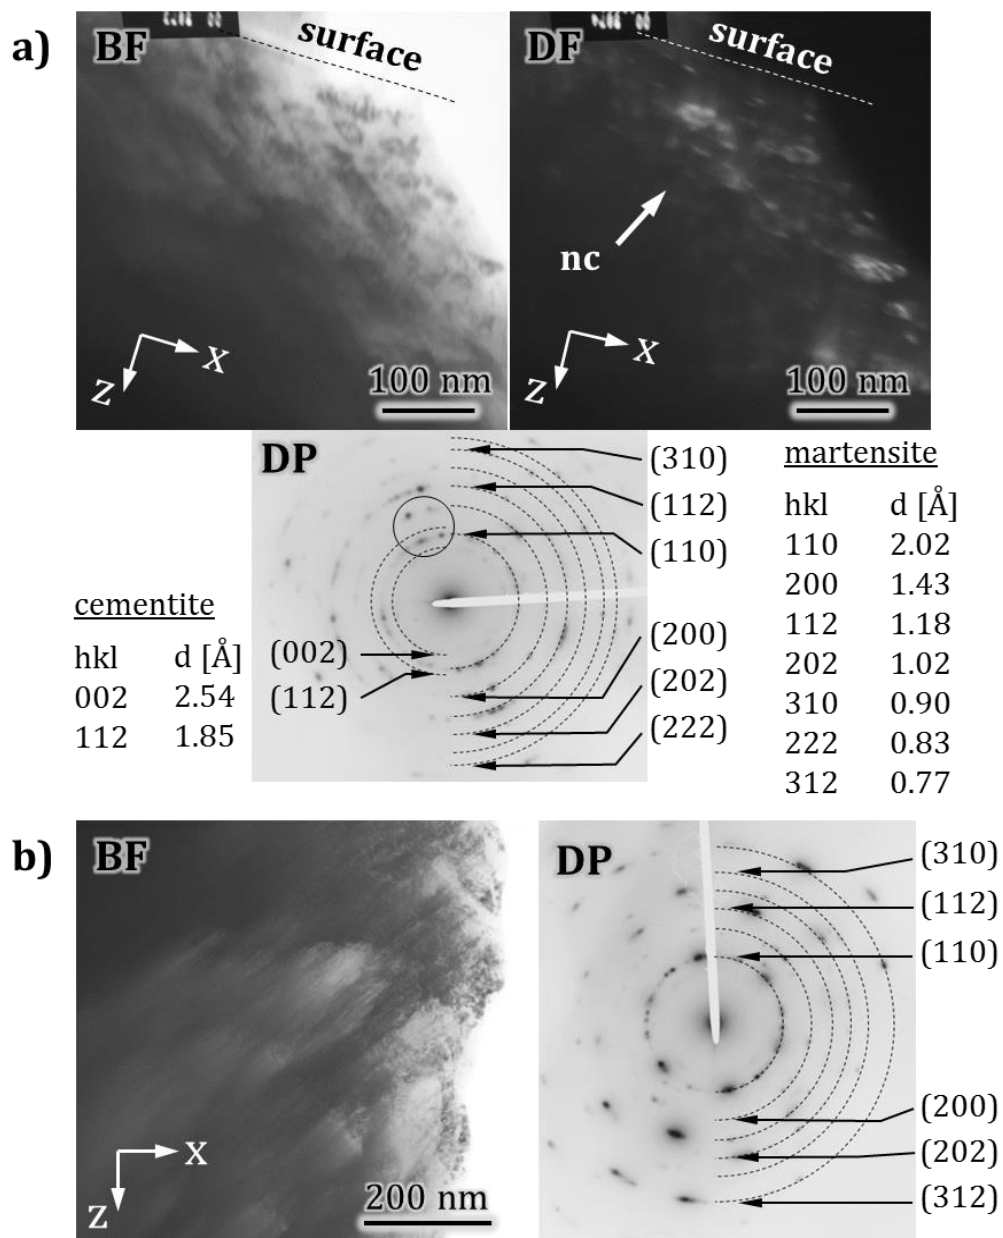 a)
BF
surface
X
Z
100 nm
DF
surface
nc
X
Z
100 nm
DP
(310)
(112)
(110)
(002)
(112)
(200)
(202)
(222)
cementite
hkl d [Å]
002 2.54
112 1.85
martensite
hkl d [Å]
110 2.02
200 1.43
112 1.18
202 1.02
310 0.90
222 0.83
312 0.77
b)
BF
X
Z
200 nm
DP
(310)
(112)
(110)
(200)
(202)
(312)